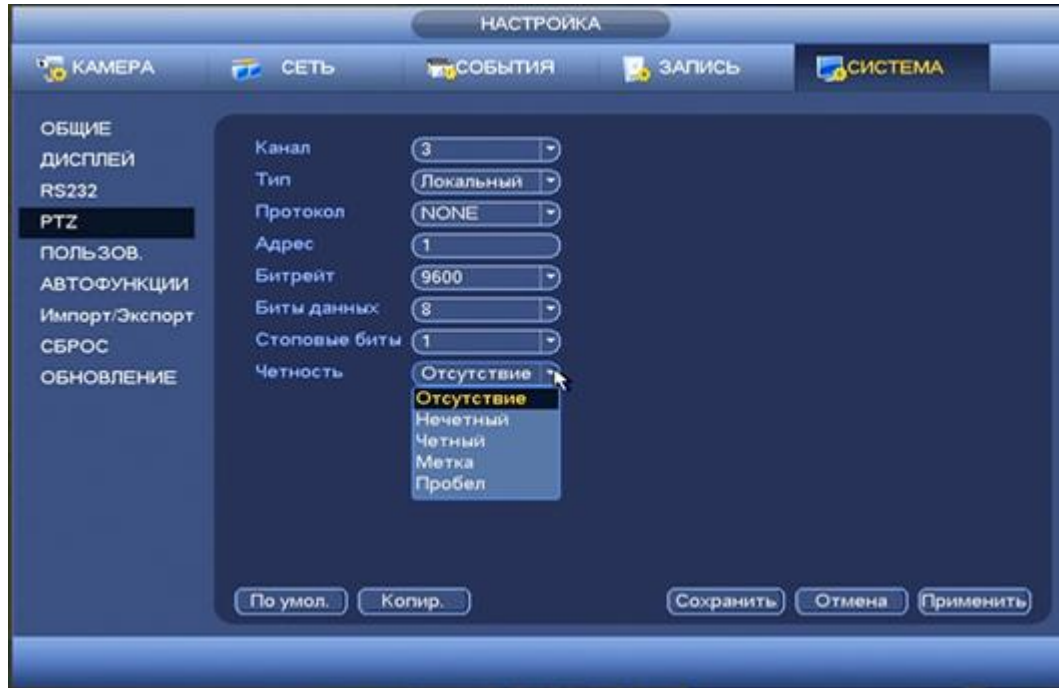 НАСТРОЙКА
КАМЕРА СЕТЬ СОБЫТИЯ ЗАПИСЬ СИСТЕМА
ОБЩИЕ
ДИСПЛЕЙ
RS232
PTZ
ПОЛЬЗОВ.
АВТОФУНКЦИИ
Импорт/Экспорт
СБРОС
ОБНОВЛЕНИЕ
Канал 3
Тип Локальный
Протокол NONE
Адрес 1
Битрейт 9600
Биты данных 8
Стоповые биты 1
Четность Отсутствие
Отсутствие
Нечетный
Четный
Метка
Пробел
По умол. Копир. Сохранить Отмена Применить